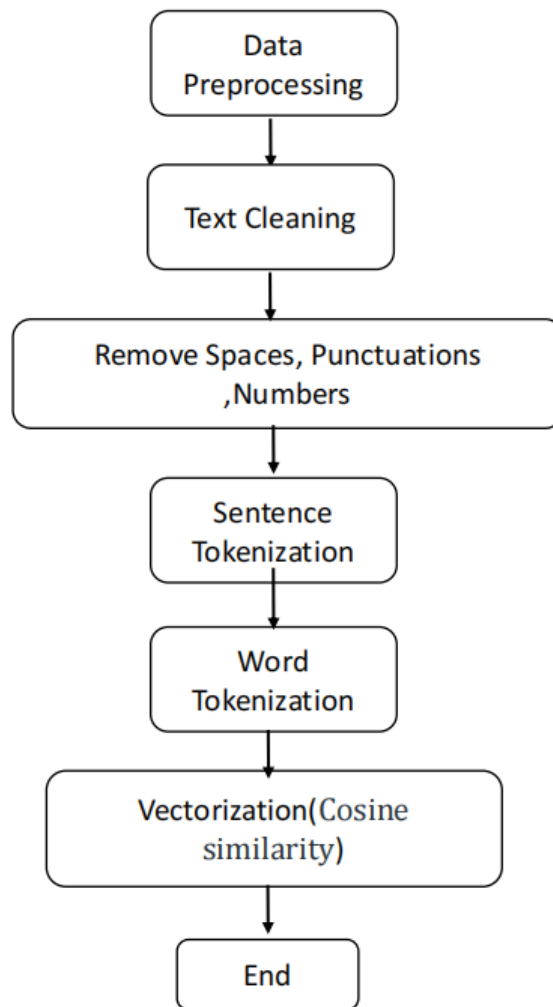 Data
Preprocessing
Text Cleaning
Remove Spaces, Punctuations
,Numbers
Sentence
Tokenization
Word
Tokenization
Vectorization(Cosine
similarity)
End